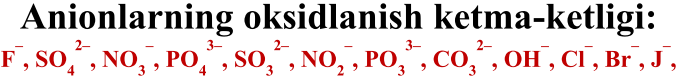 Anionlarning oksidlanish ketma-ketligi:
F⁻, SO₄²⁻, NO₃⁻, PO₄³⁻, SO₃²⁻, NO₂⁻, PO₃³⁻, CO₃²⁻, OH⁻, Cl⁻, Br⁻, J⁻,